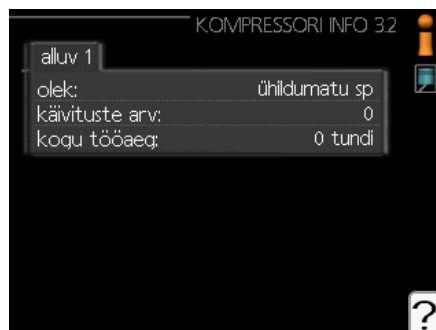 KOMPRESSORI INFO 3.2
alluv 1
olek: ühildumatu sp
käivituste arv: 0
kogu tööaeg: 0 tundi
?